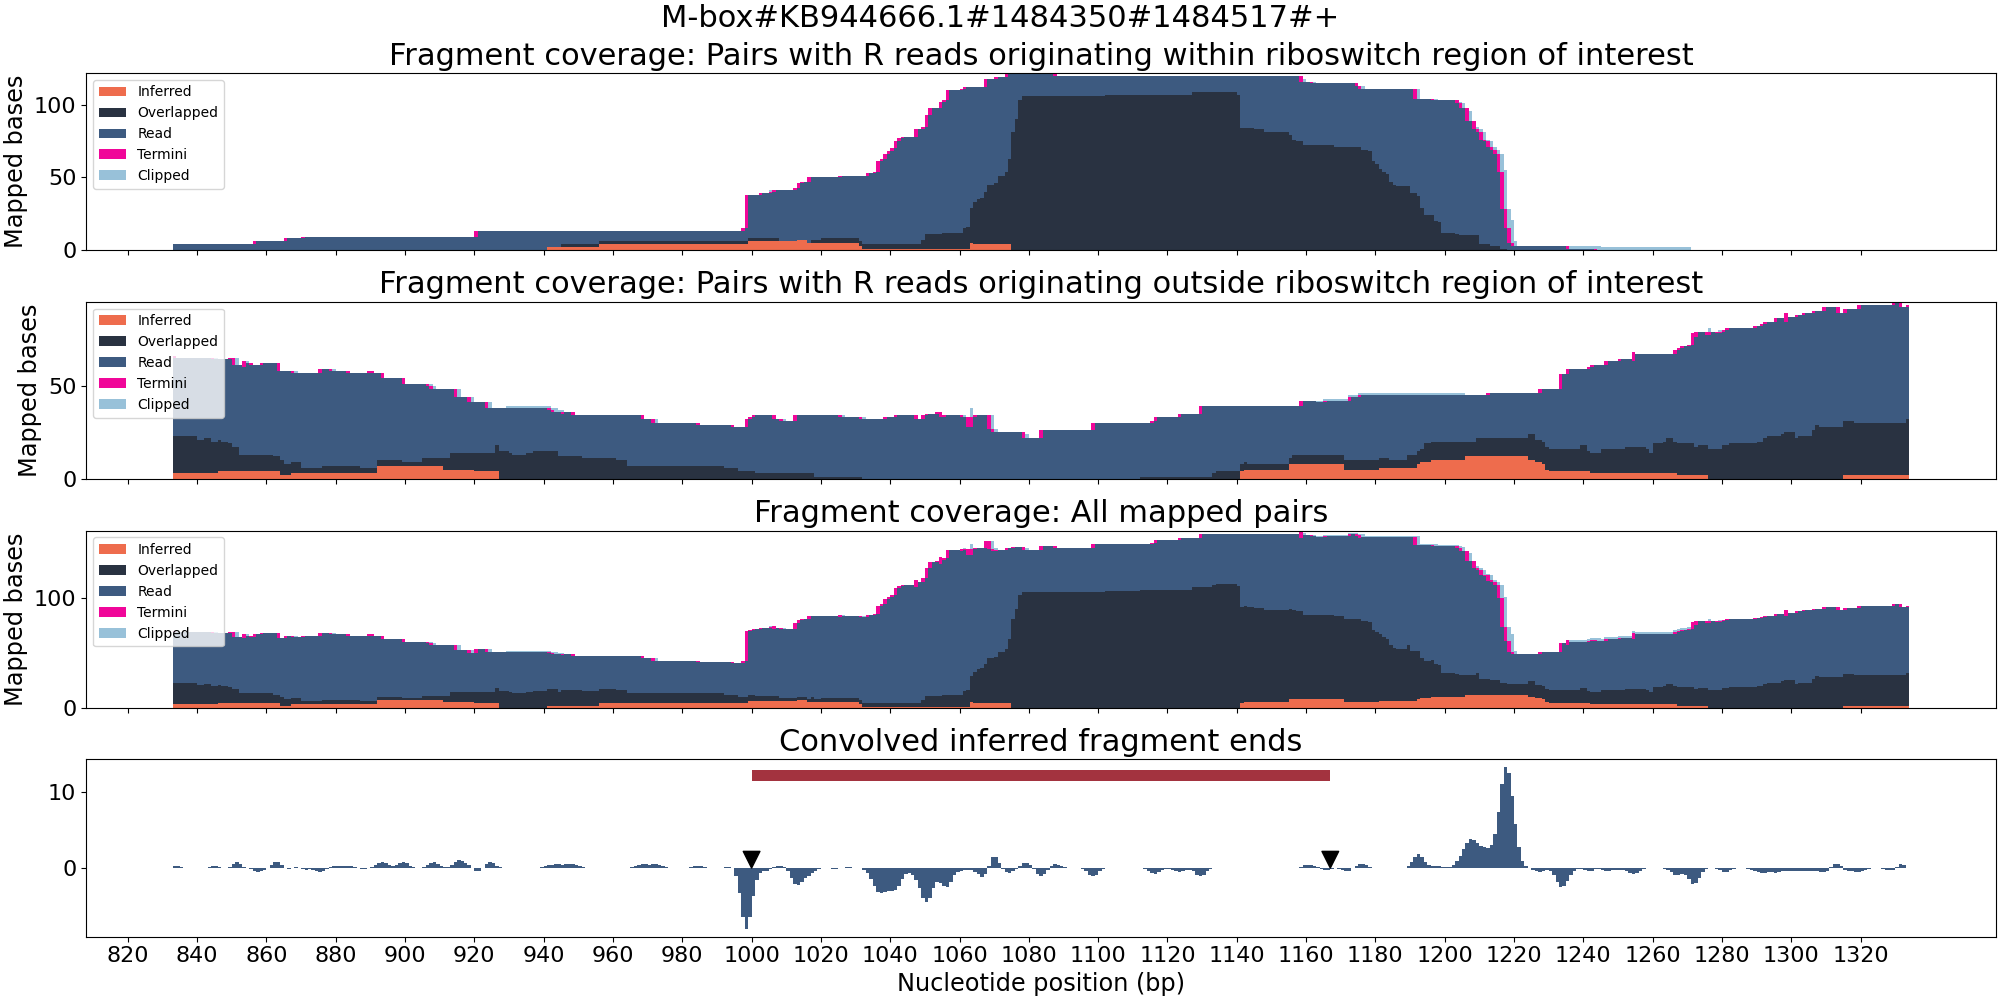 M-box#KB944666.1#1484350#1484517#+
Fragment coverage: Pairs with R reads originating within riboswitch region of interest
Mapped bases
100
50
0
Inferred
Overlapped
Read
Termini
Clipped
Fragment coverage: Pairs with R reads originating outside riboswitch region of interest
Mapped bases
50
0
Inferred
Overlapped
Read
Termini
Clipped
Fragment coverage: All mapped pairs
Mapped bases
100
0
Inferred
Overlapped
Read
Termini
Clipped
Convolved inferred fragment ends
10
0
820 840 860 880 900 920 940 960 980 1000 1020 1040 1060 1080 1100 1120 1140 1160 1180 1200 1220 1240 1260 1280 1300 1320
Nucleotide position (bp)